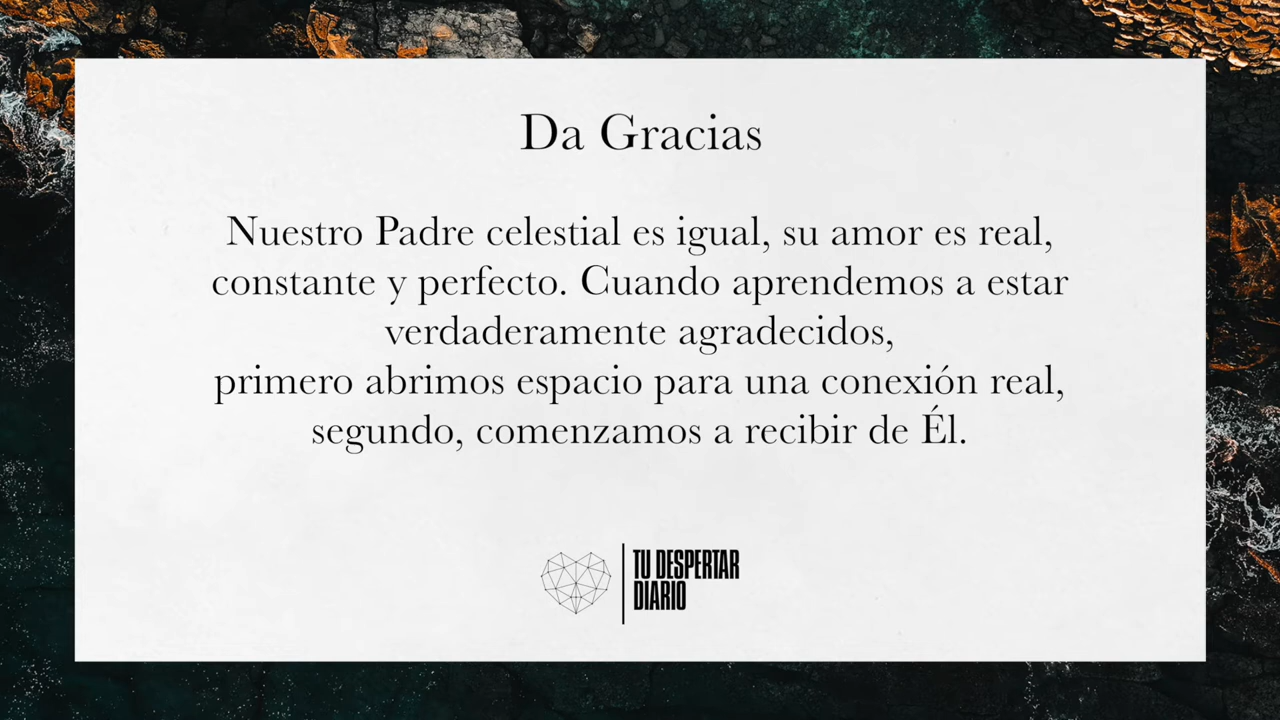 Da Gracias
Nuestro Padre celestial es igual, su amor es real,
constante y perfecto. Cuando aprendemos a estar
verdaderamente agradecidos,
primero abrimos espacio para una conexión real,
segundo, comenzamos a recibir de Él.
TU DESPERTAR
DIARIO